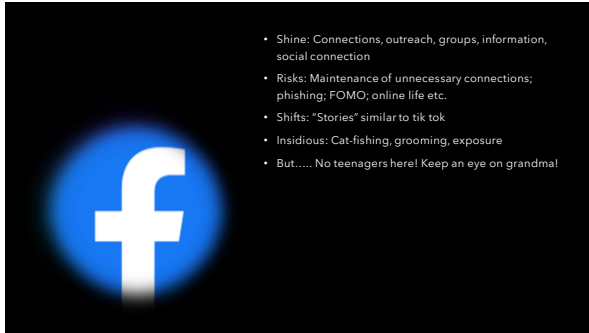 • Shine: Connections, outreach, groups, information,
social connection
• Risks: Maintenance of unnecessary connections;
phishing; FOMO; online life etc.
• Shifts: “Stories” similar to tik tok
• Insidious: Cat-fishing, grooming, exposure
• But….. No teenagers here! Keep an eye on grandma!